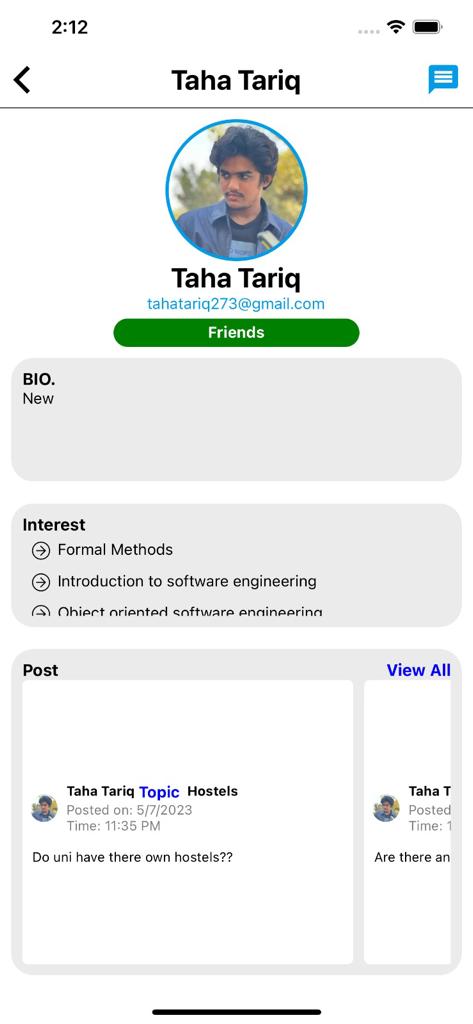 2:12
Taha Tariq
Taha Tariq
tahatariq273@gmail.com
Friends
BIO.
New
Interest
Formal Methods
Introduction to software engineering
Object oriented software engineering
Post
View All
Taha Tariq Topic Hostels
Posted on: 5/7/2023
Time: 11:35 PM
Do uni have there own hostels??
Taha T
Posted
Time: 1
Are there an